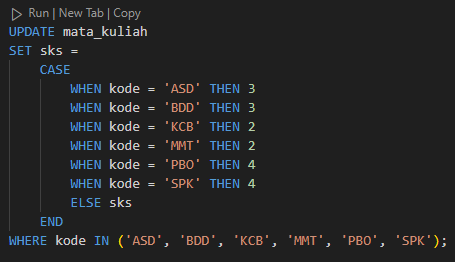 Run | New Tab | Copy
UPDATE mata_kuliah
SET sks =
    CASE
        WHEN kode = 'ASD' THEN 3
        WHEN kode = 'BDD' THEN 3
        WHEN kode = 'KCB' THEN 2
        WHEN kode = 'MMT' THEN 2
        WHEN kode = 'PBO' THEN 4
        WHEN kode = 'SPK' THEN 4
        ELSE sks
    END
WHERE kode IN ('ASD', 'BDD', 'KCB', 'MMT', 'PBO', 'SPK');